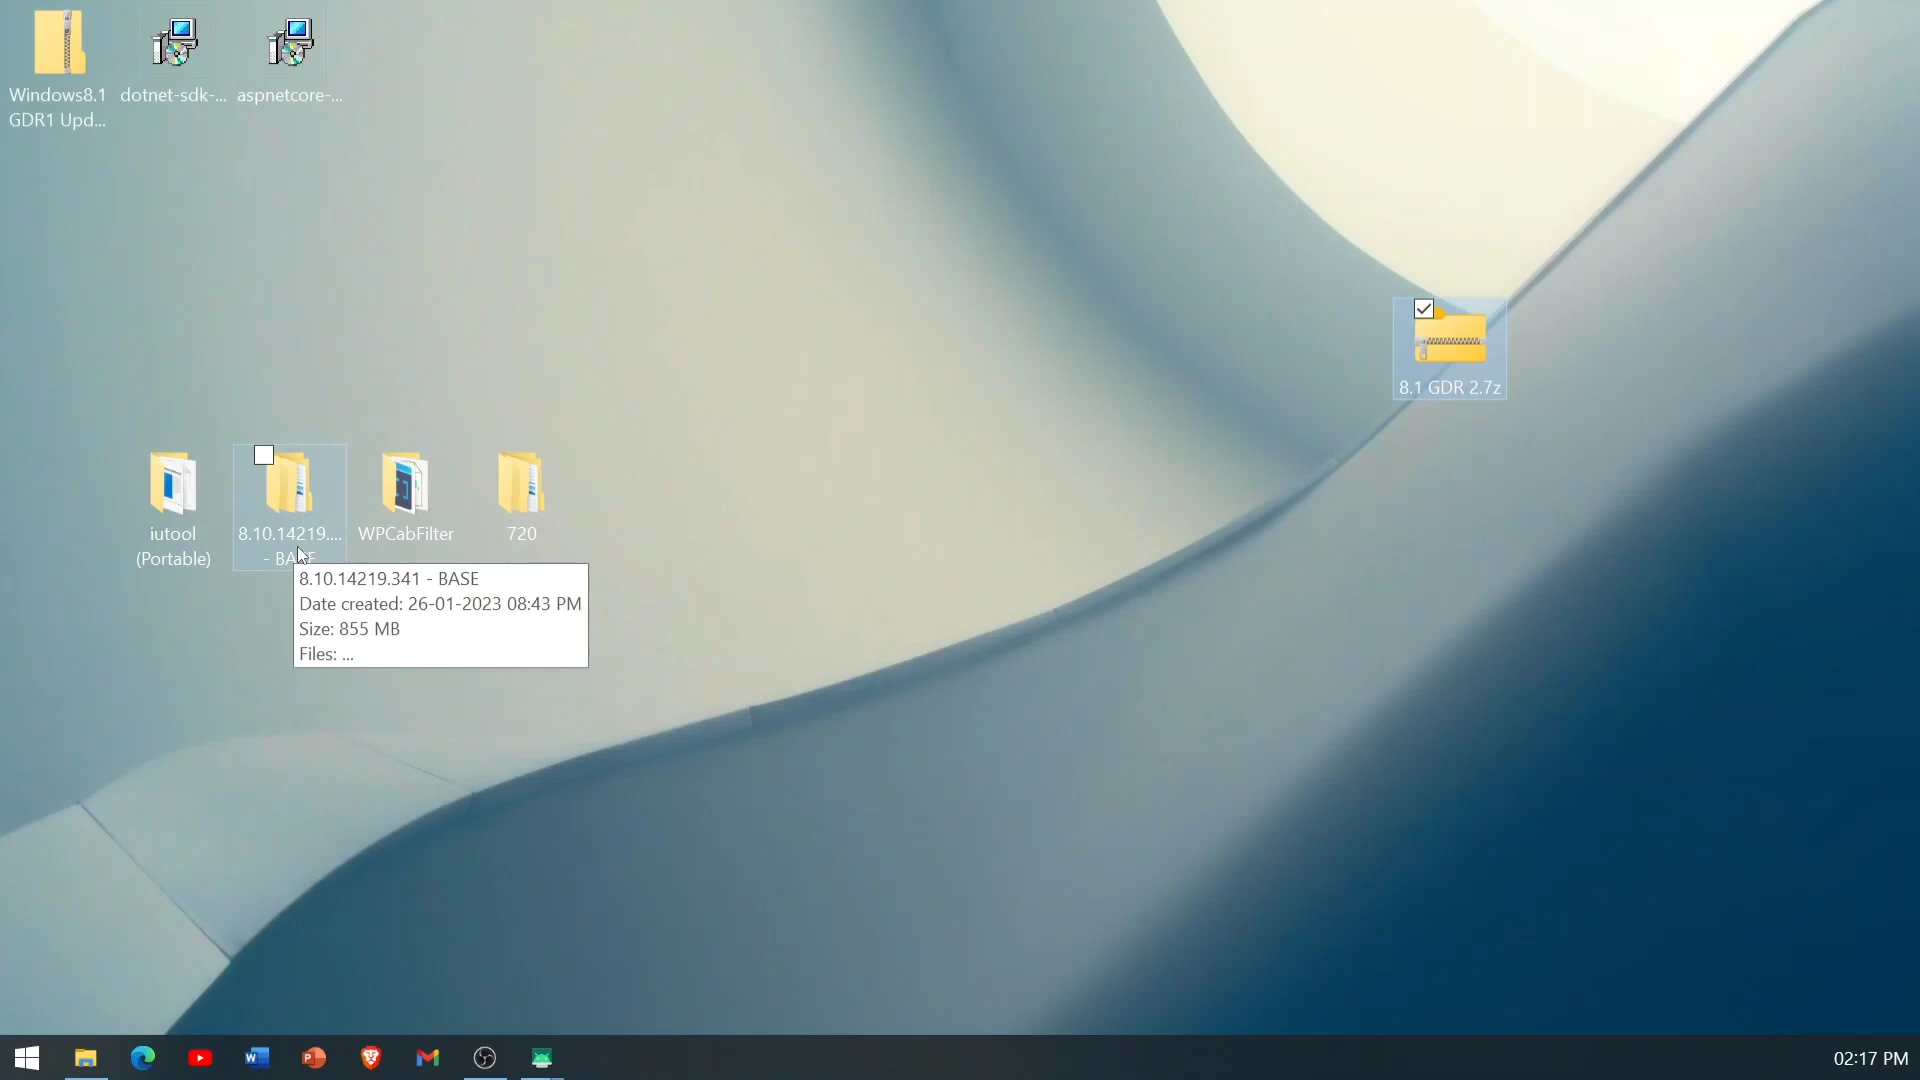 Windows8.1
GDR1 Upd...
dotnet-sdk-...
aspnetcore-...
8.1 GDR 2.7z
iutool
(Portable)
8.10.14219....
- BASE
WPCabFilter
720
8.10.14219.341 - BASE
Date created: 26-01-2023 08:43 PM
Size: 855 MB
Files: ...
02:17 PM